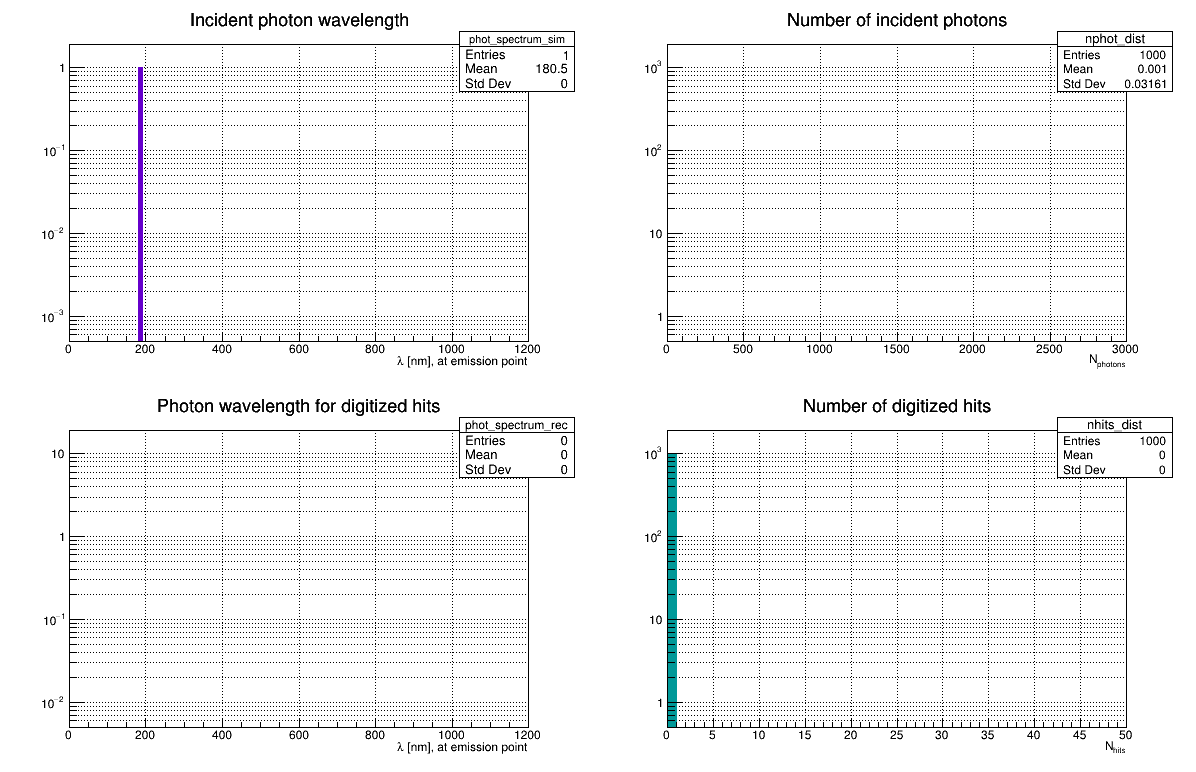 Incident photon wavelength
phot_spectrum_sim
Entries 1
Mean 180.5
Std Dev 0
1
10⁻¹
10⁻²
10⁻³
0 200 400 600 800 1000 1200
λ [nm], at emission point
Number of incident photons
nphot_dist
Entries 1000
Mean 0.001
Std Dev 0.03161
10³
10²
10
1
0 500 1000 1500 2000 2500 3000
N_photons
Photon wavelength for digitized hits
phot_spectrum_rec
Entries 0
Mean 0
Std Dev 0
10
1
10⁻¹
10⁻²
0 200 400 600 800 1000 1200
λ [nm], at emission point
Number of digitized hits
nhits_dist
Entries 1000
Mean 0
Std Dev 0
10³
10²
10
1
0 5 10 15 20 25 30 35 40 45 50
N_hits